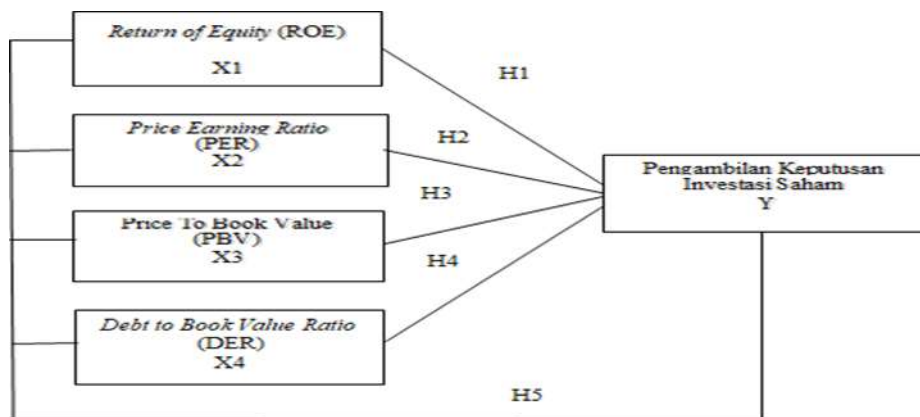 Return of Equity (ROE)
X1
H1
Price Earning Ratio
(PER)
X2
H2
H3
Price To Book Value
(PBV)
X3
H4
Debt to Book Value Ratio
(DER)
X4
Pengambilan Keputusan
Investasi Saham
Y
H5